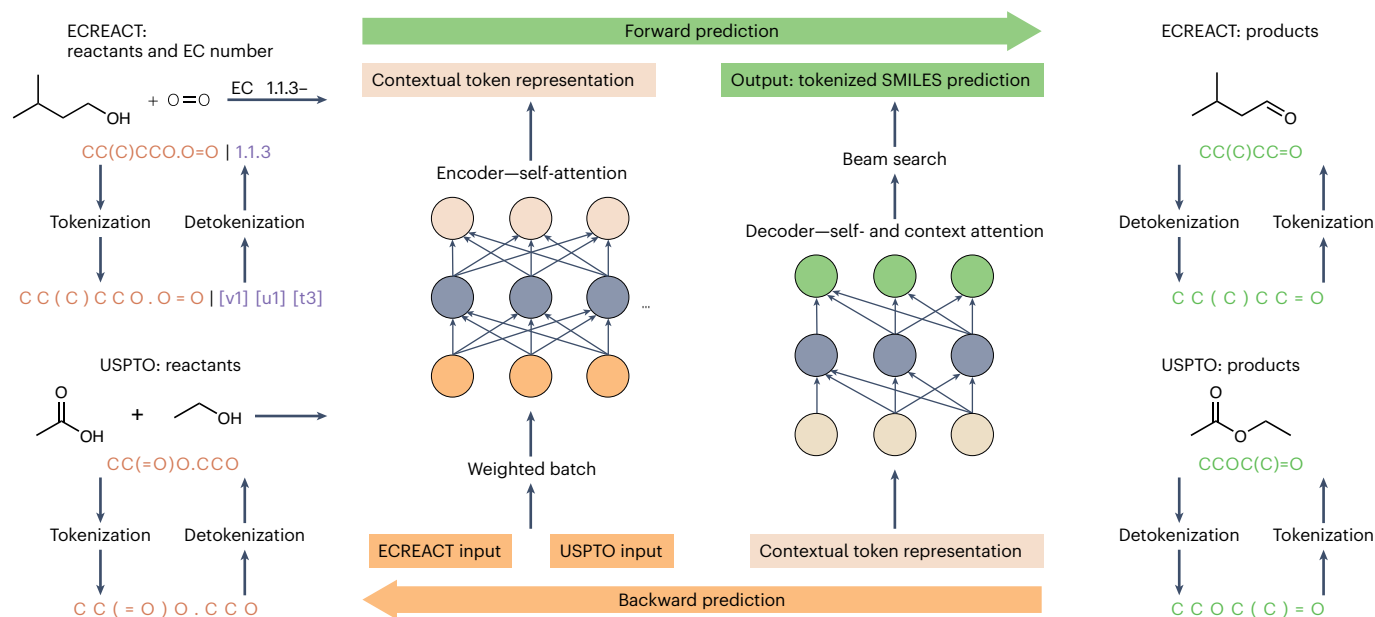 ECREACT:
reactants and EC number
+ O=O
EC 1.1.3–
OH
CC(C)CCO.O=O | 1.1.3
Tokenization
Detokenization
C C ( C ) C C O . O = O | [v1] [u1] [t3]
USPTO: reactants
O
OH
+
OH
CC(=O)O.CCO
Tokenization
Detokenization
C C ( = O ) O . C C O
Forward prediction
Contextual token representation
Encoder—self-attention
...
Weighted batch
ECREACT input
USPTO input
Output: tokenized SMILES prediction
Beam search
Decoder—self- and context attention
Contextual token representation
Backward prediction
ECREACT: products
O
CC(C)CC=O
Detokenization
Tokenization
C C ( C ) C C = O
USPTO: products
O
O
CCOC(C)=O
Detokenization
Tokenization
C C O C ( C ) = O